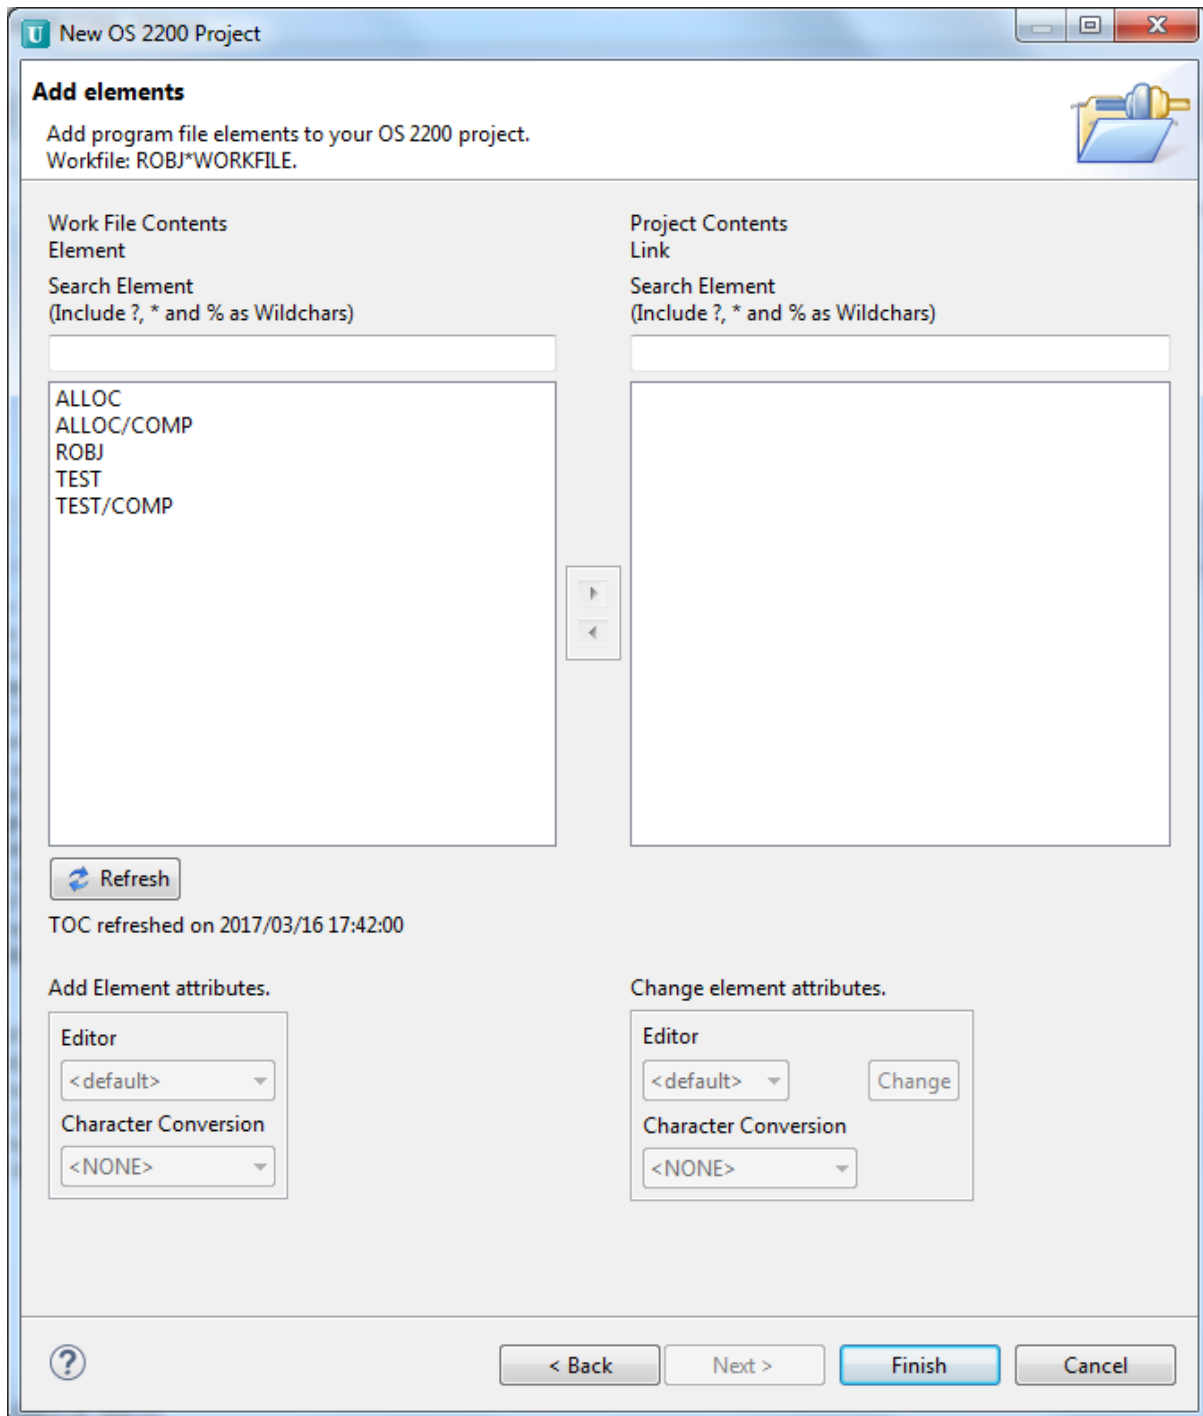 U New OS 2200 Project
X
Add elements
Add program file elements to your OS 2200 project.
Workfile: ROBJ*WORKFILE.
Work File Contents
Element
Search Element
(Include ?, * and % as Wildchars)
ALLOC
ALLOC/COMP
ROBJ
TEST
TEST/COMP
Refresh
TOC refreshed on 2017/03/16 17:42:00
Add Element attributes.
Editor
<default>
Character Conversion
<NONE>
Project Contents
Link
Search Element
(Include ?, * and % as Wildchars)
Change element attributes.
Editor
<default>
Change
Character Conversion
<NONE>
?
< Back
Next >
Finish
Cancel